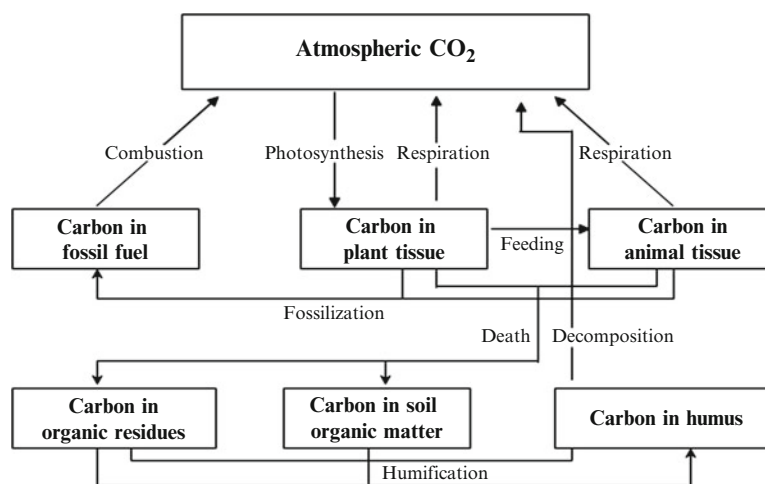 Atmospheric CO2
Combustion
Photosynthesis
Respiration
Respiration
Carbon in
fossil fuel
Carbon in
plant tissue
Feeding
Carbon in
animal tissue
Fossilization
Death
Decomposition
Carbon in
organic residues
Carbon in soil
organic matter
Carbon in humus
Humification